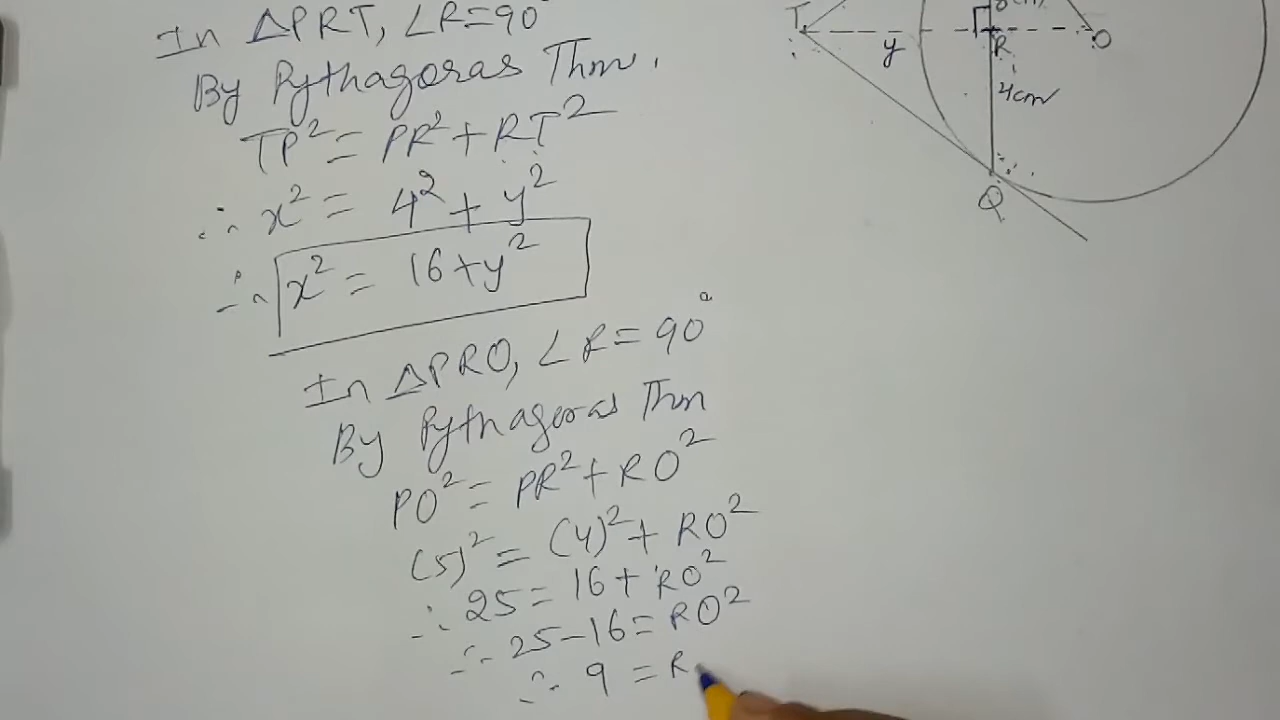 In △PRT, ∠R=90°
By Pythagoras Thm.
TP² = PR² + RT²
∴ x² = 4² + y²
∴ x² = 16 + y²
In △PRO, ∠R = 90°
By Pythagoras Thm
PO² = PR² + RO²
(5)² = (4)² + RO²
∴ 25 = 16 + RO²
∴ 25 - 16 = RO²
∴ 9 = R
T
y
R
O
4cm
Q